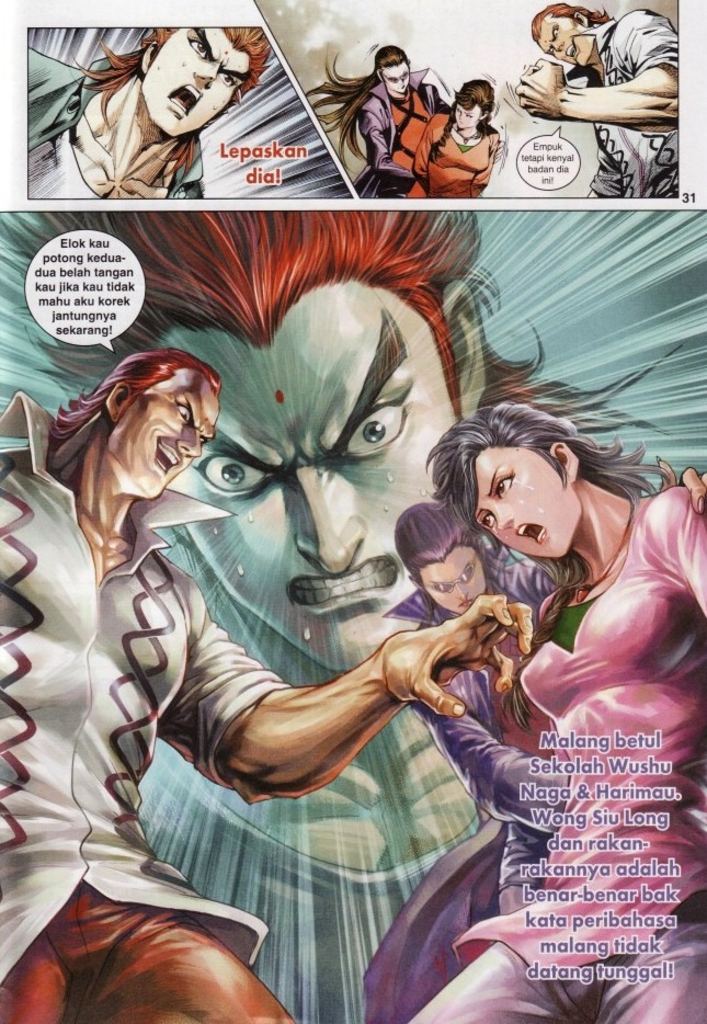 Lepaskan
dia!
Empuk
tetapi kenyal
badan dia
ini!
31
Elok kau
potong kedua-
dua belah tangan
kau jika kau tidak
mahu aku korek
jantungnya
sekarang!
Malang betul
Sekolah Wushu
Naga & Harimau.
Wong Siu Long
dan rakan-
rakannya adalah
benar-benar bak
kata peribahasa
malang tidak
datang tunggal!